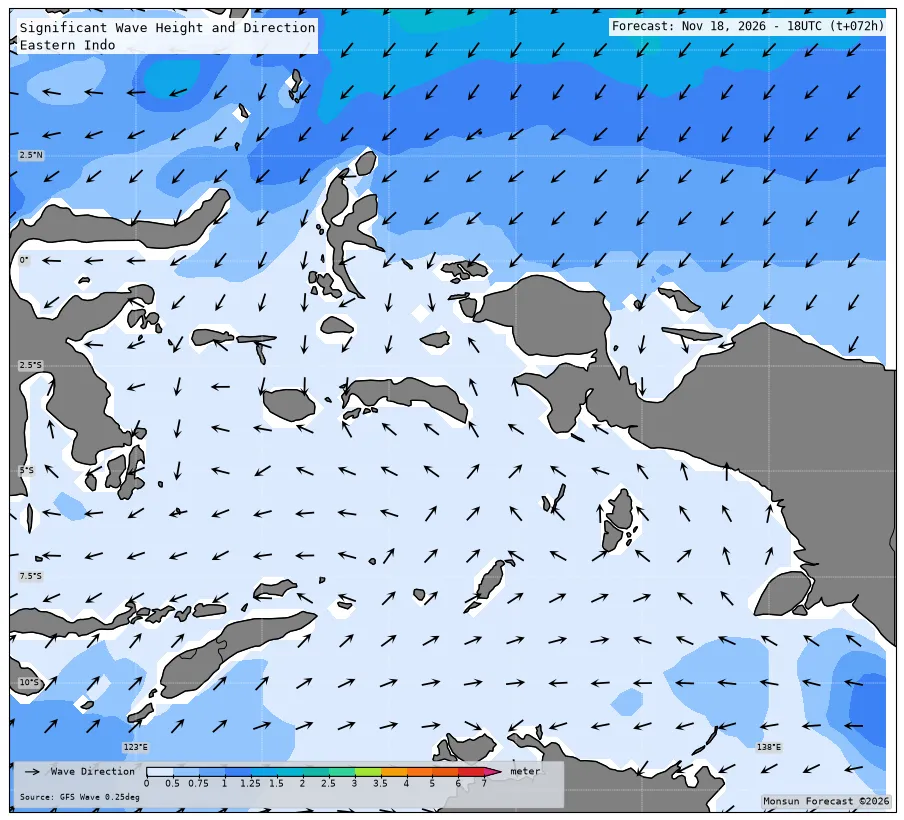 Significant Wave Height and Direction
Eastern Indo
Forecast: Nov 18, 2026 - 18UTC (t+072h)
2.5°N
0°
2.5°S
5°S
7.5°S
10°S
123°E
138°E
Wave Direction
meter
0 0.5 0.75 1 1.25 1.5 2 2.5 3 3.5 4 5 6 7
Source: GFS Wave 0.25deg
Monsun Forecast ©2026